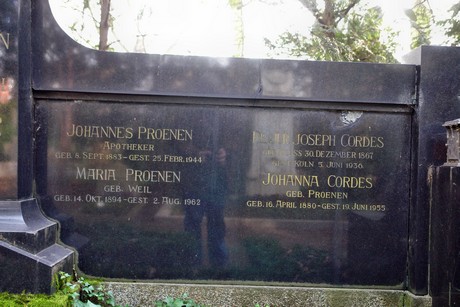 JOHANNES PROENEN
APOTHEKER
GEB. 8. SEPT. 1883 - GEST. 25. FEBR. 1944
MARIA PROENEN
GEB. WEIL
GEB. 14. OKT. 1894 - GEST. 2. AUG. 1962
JOSEPH CORDES
30. DEZEMBER 1867
5. JUNI 1936
JOHANNA CORDES
GEB. PROENEN
GEB. 16. APRIL 1880 - GEST. 19. JUNI 1955